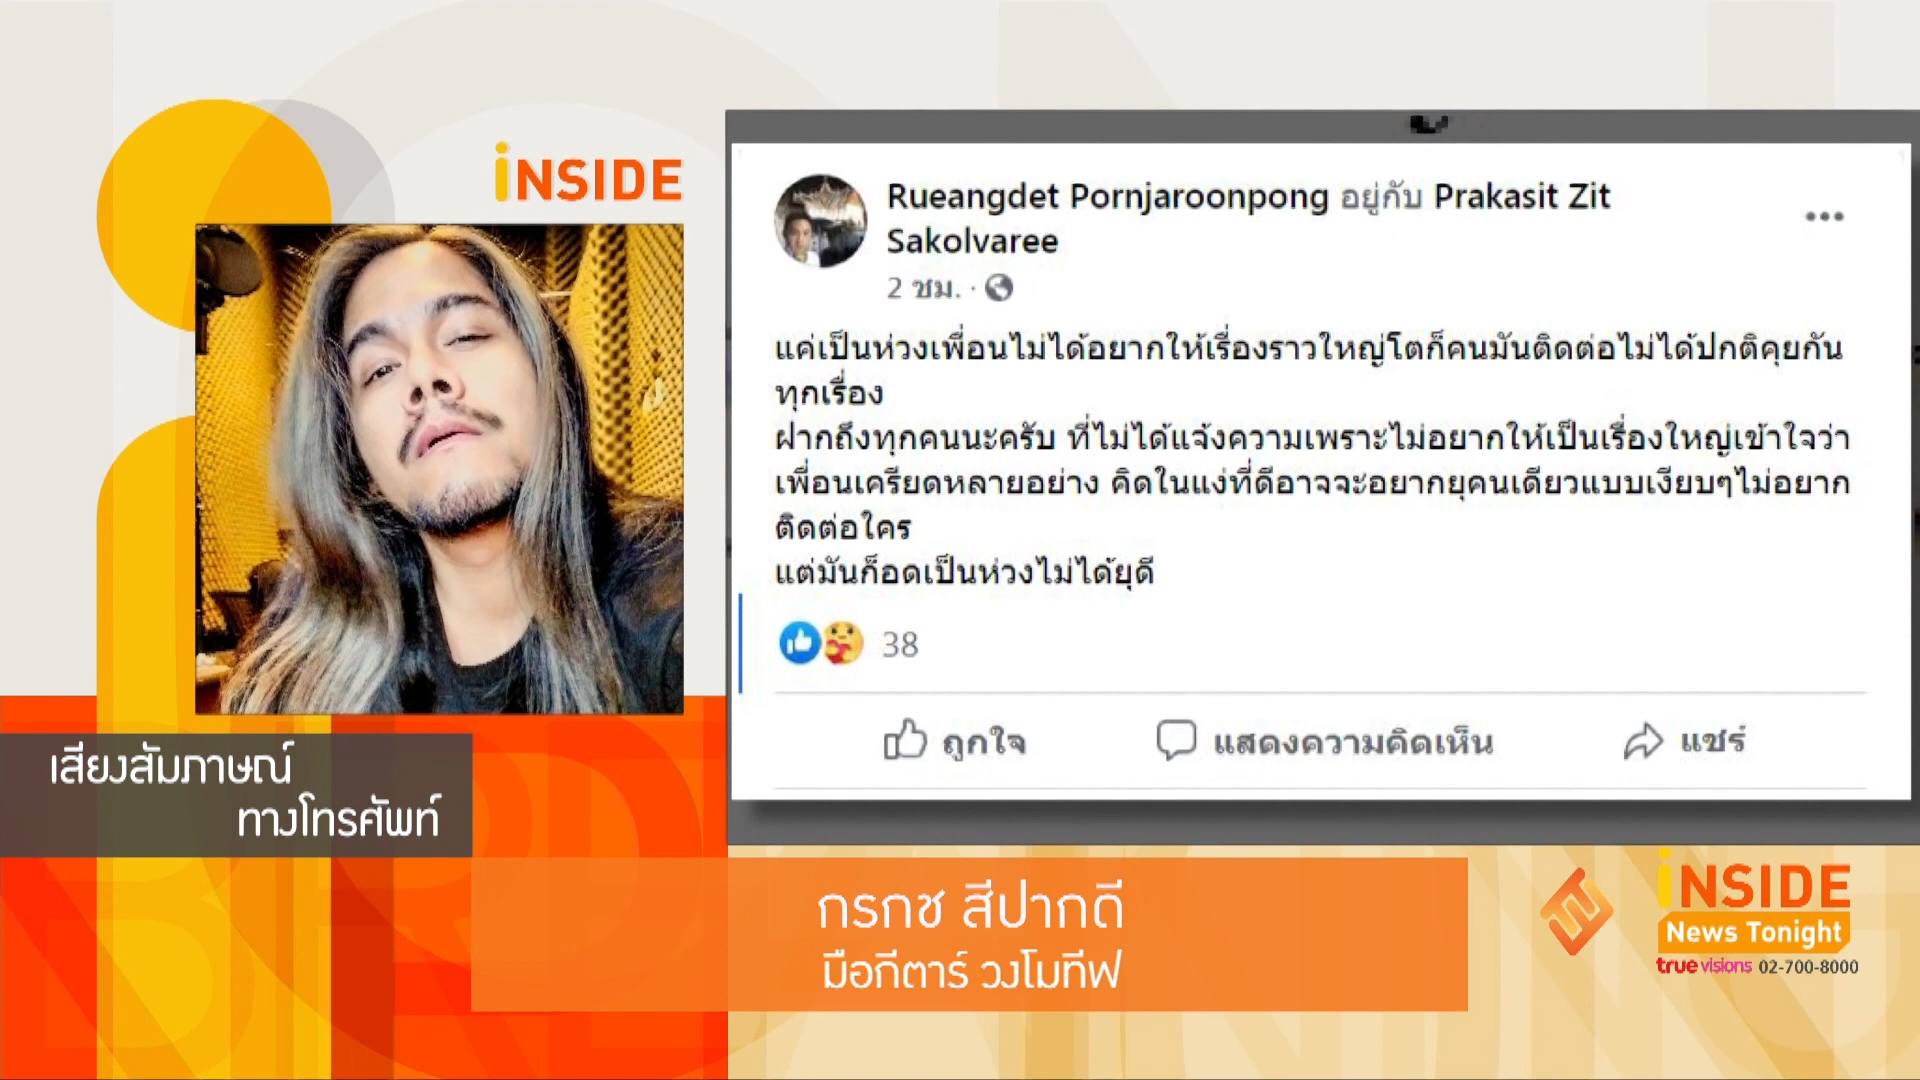 iNSIDE
Rueangdet Pornjaroonpong อยู่กับ Prakasit Zit
Sakolvaree
2 ชม. ·
แค่เป็นห่วงเพื่อนไม่ได้อยากให้เรื่องราวใหญ่โตก็คนมันติดต่อไม่ได้ปกติคุยกัน
ทุกเรื่อง
ฝากถึงทุกคนนะครับ ที่ไม่ได้แจ้งความเพราะไม่อยากให้เป็นเรื่องใหญ่เข้าใจว่า
เพื่อนเครียดหลายอย่าง คิดในแง่ที่ดีอาจจะอยากยุคนเดียวแบบเงียบๆไม่อยาก
ติดต่อใคร
แต่มันก็อดเป็นห่วงไม่ได้ยุดี
38
ถูกใจ
แสดงความคิดเห็น
แชร์
เสียงสัมภาษณ์
ทางโทรศัพท์
กรกช สีปากดี
มือกีตาร์ วงโมทีฟ
iNSIDE
News Tonight
truevisions 02-700-8000